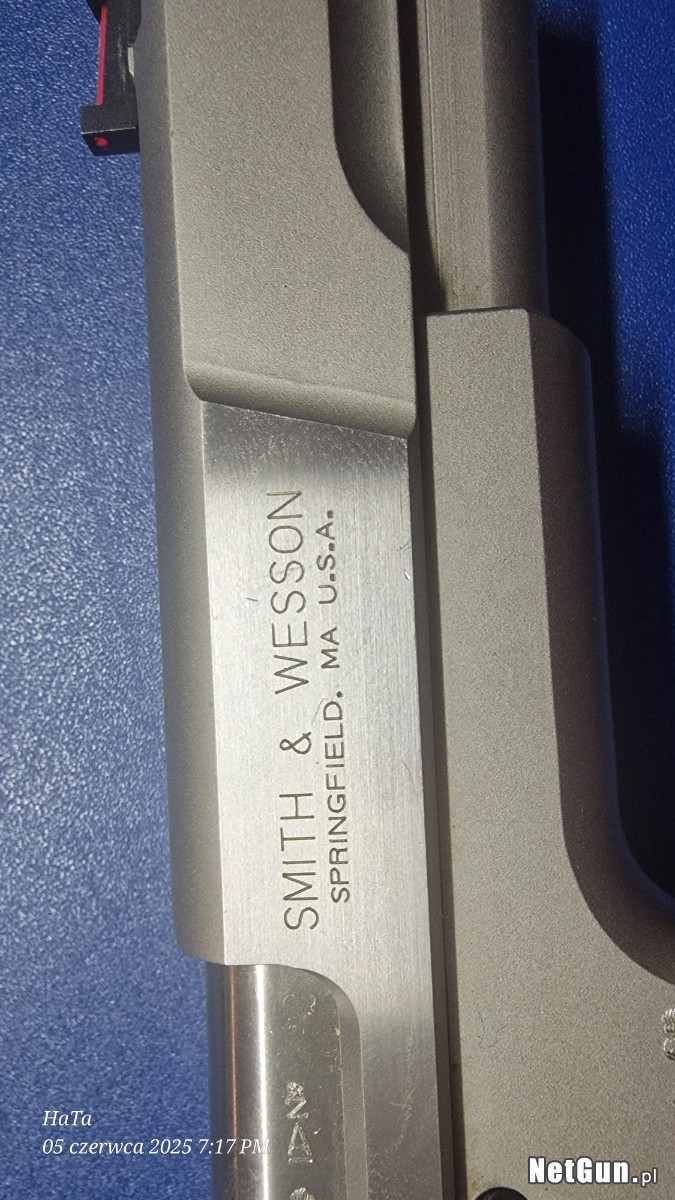 SMITH & WESSON
SPRINGFIELD. MA U.S.A.
HaTa
05 czerwca 2025 7:17 PM
NetGun.pl